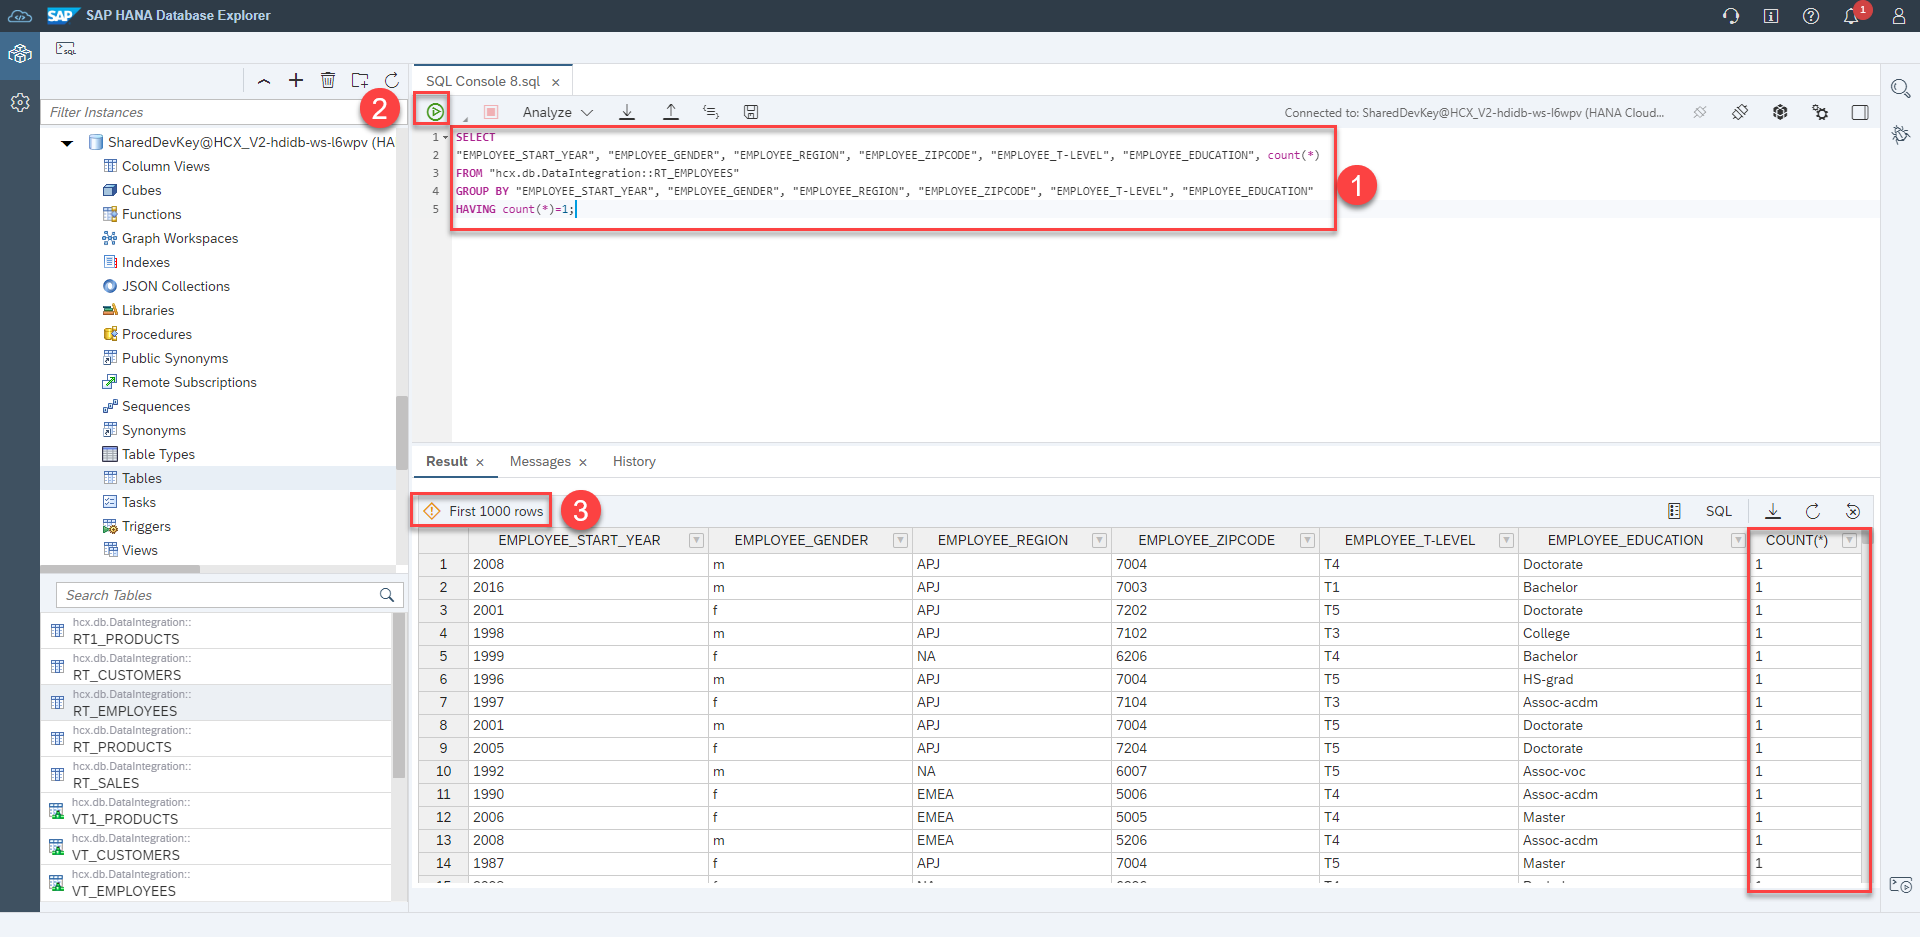 SAP SAP HANA Database Explorer
1
SQL
SQL Console 8.sql
Filter Instances
2
Analyze
Connected to: SharedDevKey@HCX_V2-hdidb-ws-l6wpv (HANA Cloud...
SharedDevKey@HCX_V2-hdidb-ws-l6wpv (HA
Column Views
Cubes
Functions
Graph Workspaces
Indexes
JSON Collections
Libraries
Procedures
Public Synonyms
Remote Subscriptions
Sequences
Synonyms
Table Types
Tables
Tasks
Triggers
Views
1 SELECT
2 "EMPLOYEE_START_YEAR", "EMPLOYEE_GENDER", "EMPLOYEE_REGION", "EMPLOYEE_ZIPCODE", "EMPLOYEE_T-LEVEL", "EMPLOYEE_EDUCATION", count(*)
3 FROM "hcx.db.DataIntegration::RT_EMPLOYEES"
4 GROUP BY "EMPLOYEE_START_YEAR", "EMPLOYEE_GENDER", "EMPLOYEE_REGION", "EMPLOYEE_ZIPCODE", "EMPLOYEE_T-LEVEL", "EMPLOYEE_EDUCATION"
5 HAVING count(*)=1;
1
Search Tables
hcx.db.DataIntegration::
RT1_PRODUCTS
hcx.db.DataIntegration::
RT_CUSTOMERS
hcx.db.DataIntegration::
RT_EMPLOYEES
hcx.db.DataIntegration::
RT_PRODUCTS
hcx.db.DataIntegration::
RT_SALES
hcx.db.DataIntegration::
VT1_PRODUCTS
hcx.db.DataIntegration::
VT_CUSTOMERS
hcx.db.DataIntegration::
VT_EMPLOYEES
Result Messages History
First 1000 rows
3
SQL
EMPLOYEE_START_YEAR EMPLOYEE_GENDER EMPLOYEE_REGION EMPLOYEE_ZIPCODE EMPLOYEE_T-LEVEL EMPLOYEE_EDUCATION COUNT(*)
1 2008 m APJ 7004 T4 Doctorate 1
2 2016 m APJ 7003 T1 Bachelor 1
3 2001 f APJ 7202 T5 Doctorate 1
4 1998 m APJ 7102 T3 College 1
5 1999 f NA 6206 T4 Bachelor 1
6 1996 m APJ 7004 T5 HS-grad 1
7 1997 f APJ 7104 T3 Assoc-acdm 1
8 2001 m APJ 7004 T5 Doctorate 1
9 2005 f APJ 7204 T5 Doctorate 1
10 1992 m NA 6007 T5 Assoc-voc 1
11 1990 f EMEA 5006 T4 Assoc-acdm 1
12 2006 f EMEA 5005 T4 Master 1
13 2008 m EMEA 5206 T4 Assoc-acdm 1
14 1987 f APJ 7004 T5 Master 1